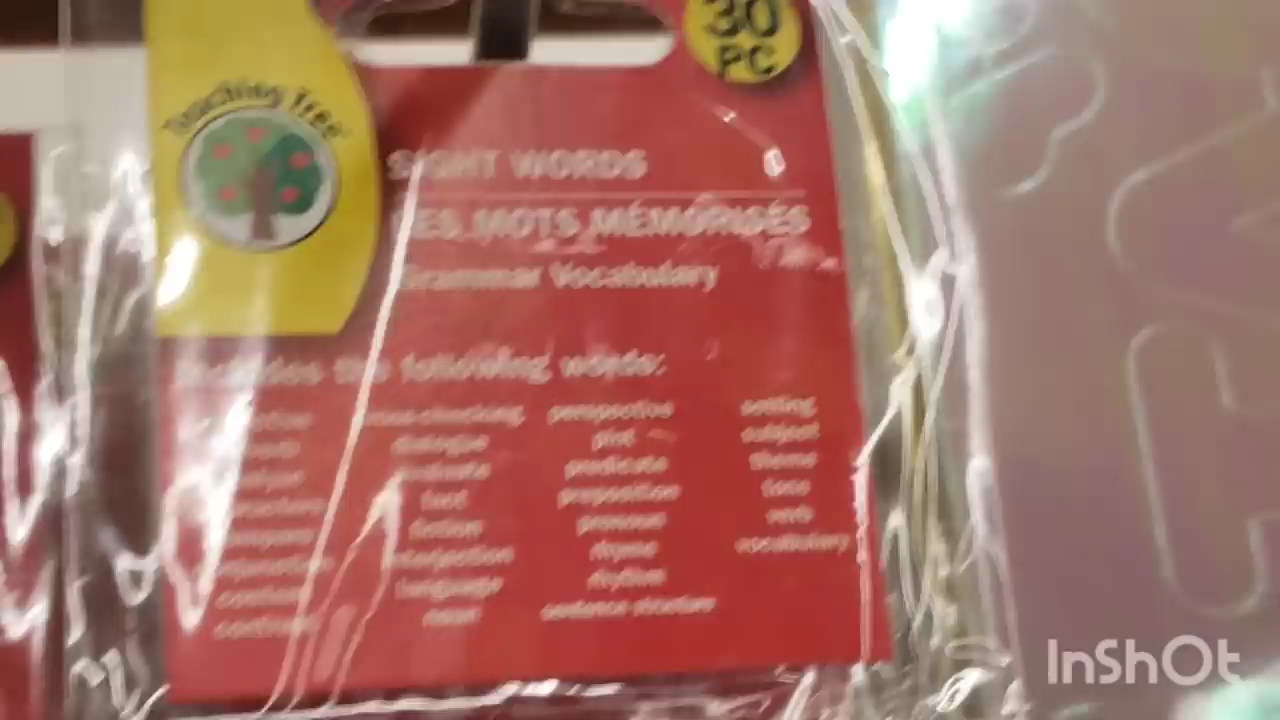 30
PC
Teaching Tree
SIGHT WORDS
LES MOTS MÉMORISÉS
Grammar Vocabulary
Includes the following words:
cross-checking perspective setting
dialogue plot subject
evaluate predicate theme
fact preposition tone
fiction pronoun verb
interjection rhyme vocabulary
language rhythm
noun sentence structure
InShOt